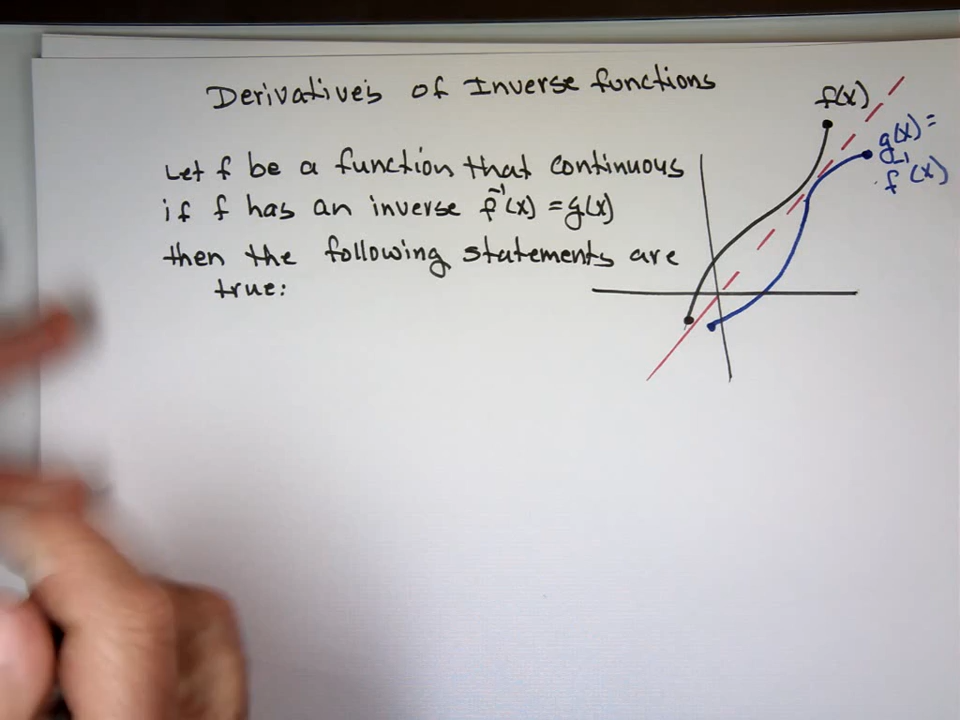 Derivative's of Inverse functions
Let f be a function that continuous
if f has an inverse f⁻¹(x) = g(x)
then the following statements are
true:
f(x)
g(x) =
f⁻¹(x)